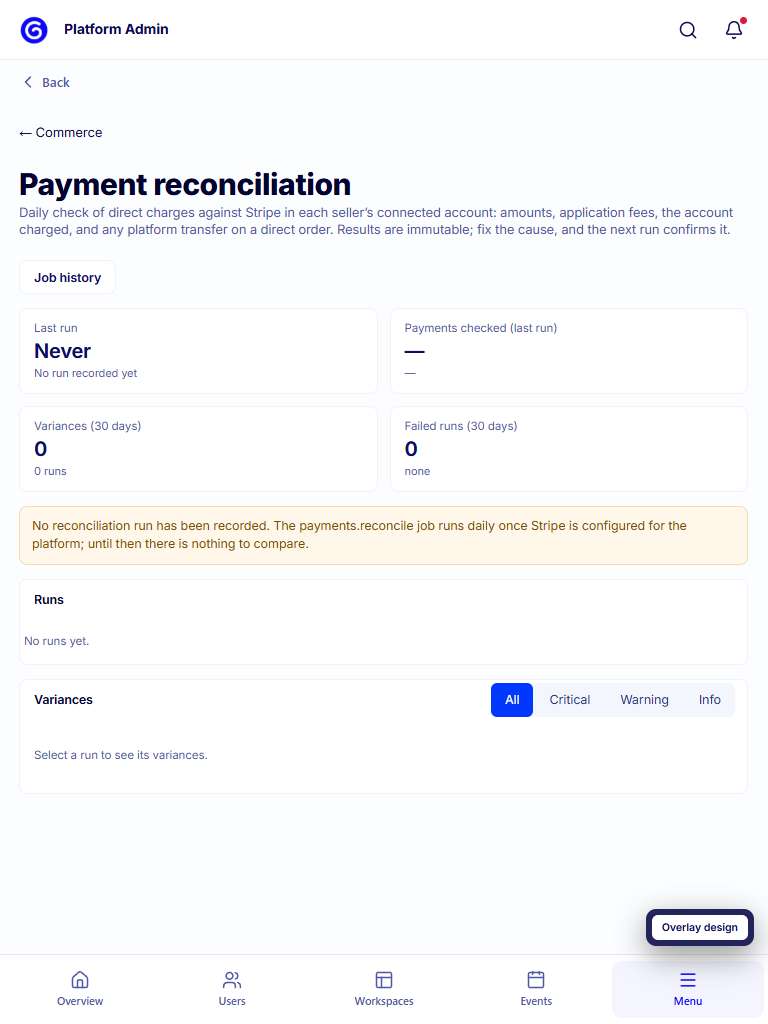 Platform Admin
Back
← Commerce
Payment reconciliation
Daily check of direct charges against Stripe in each seller's connected account: amounts, application fees, the account
charged, and any platform transfer on a direct order. Results are immutable; fix the cause, and the next run confirms it.
Job history
Last run
Never
No run recorded yet
Payments checked (last run)
—
—
Variances (30 days)
0
0 runs
Failed runs (30 days)
0
none
No reconciliation run has been recorded. The payments.reconcile job runs daily once Stripe is configured for the
platform; until then there is nothing to compare.
Runs
No runs yet.
Variances
All
Critical
Warning
Info
Select a run to see its variances.
Overlay design
Overview
Users
Workspaces
Events
Menu